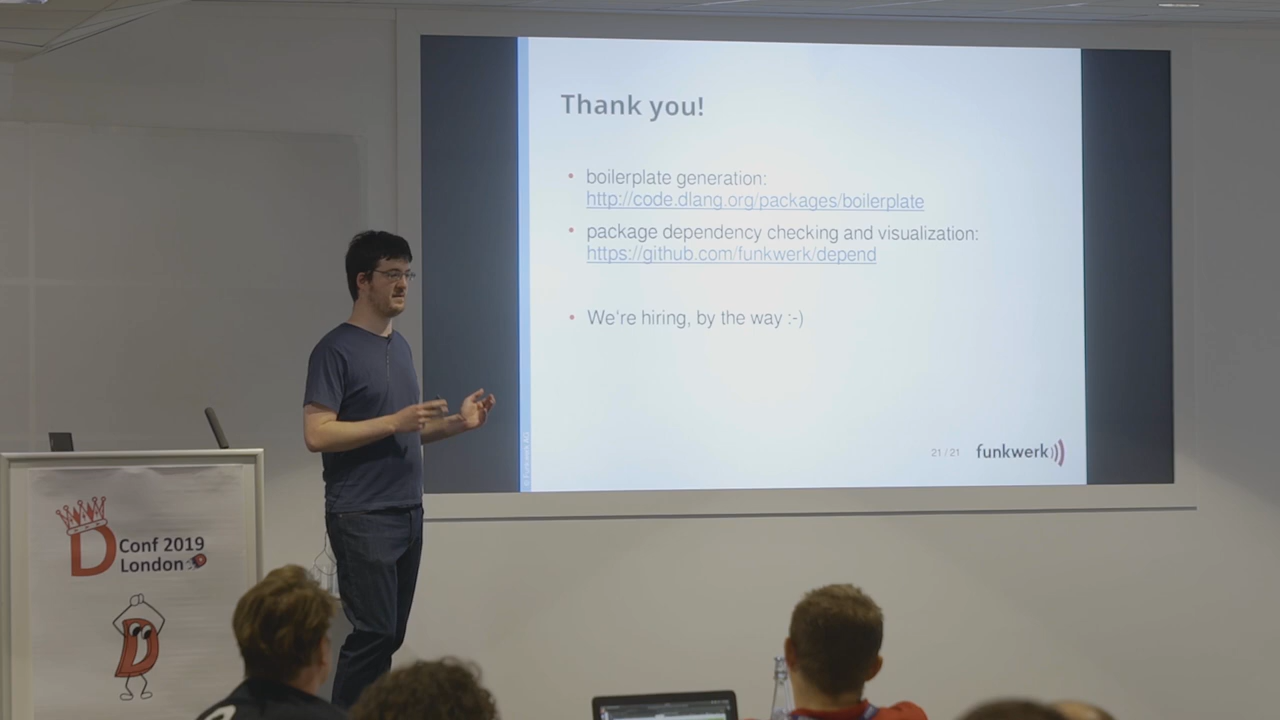 Thank you!
• boilerplate generation:
http://code.dlang.org/packages/boilerplate
• package dependency checking and visualization:
https://github.com/funkwerk/depend
• We're hiring, by the way :-)
21 / 21
funkwerk
D Conf 2019
London
D